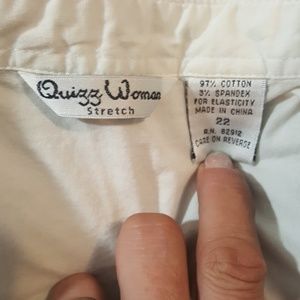 Quizz Woman
Stretch
97% COTTON
3% SPANDEX
FOR ELASTICITY
MADE IN CHINA
22
R.N. 82912
CARE ON REVERSE